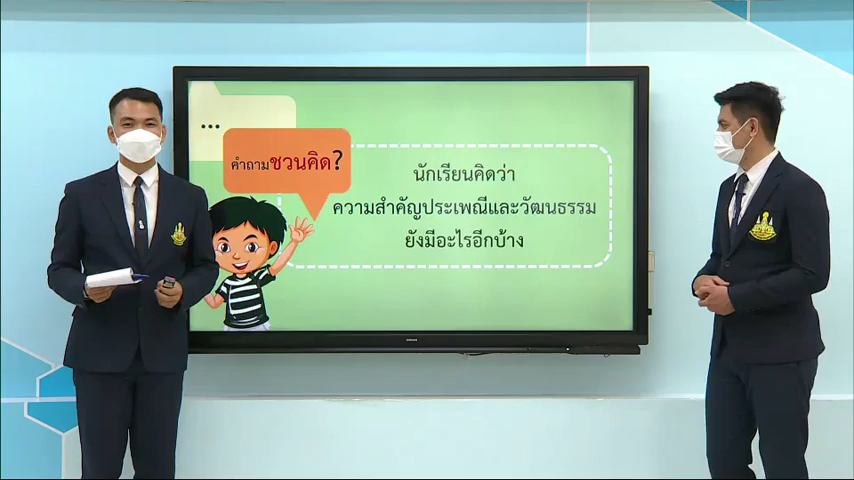 ...
คำถามชวนคิด?
นักเรียนคิดว่า
ความสำคัญประเพณีและวัฒนธรรม
ยังมีอะไรอีกบ้าง